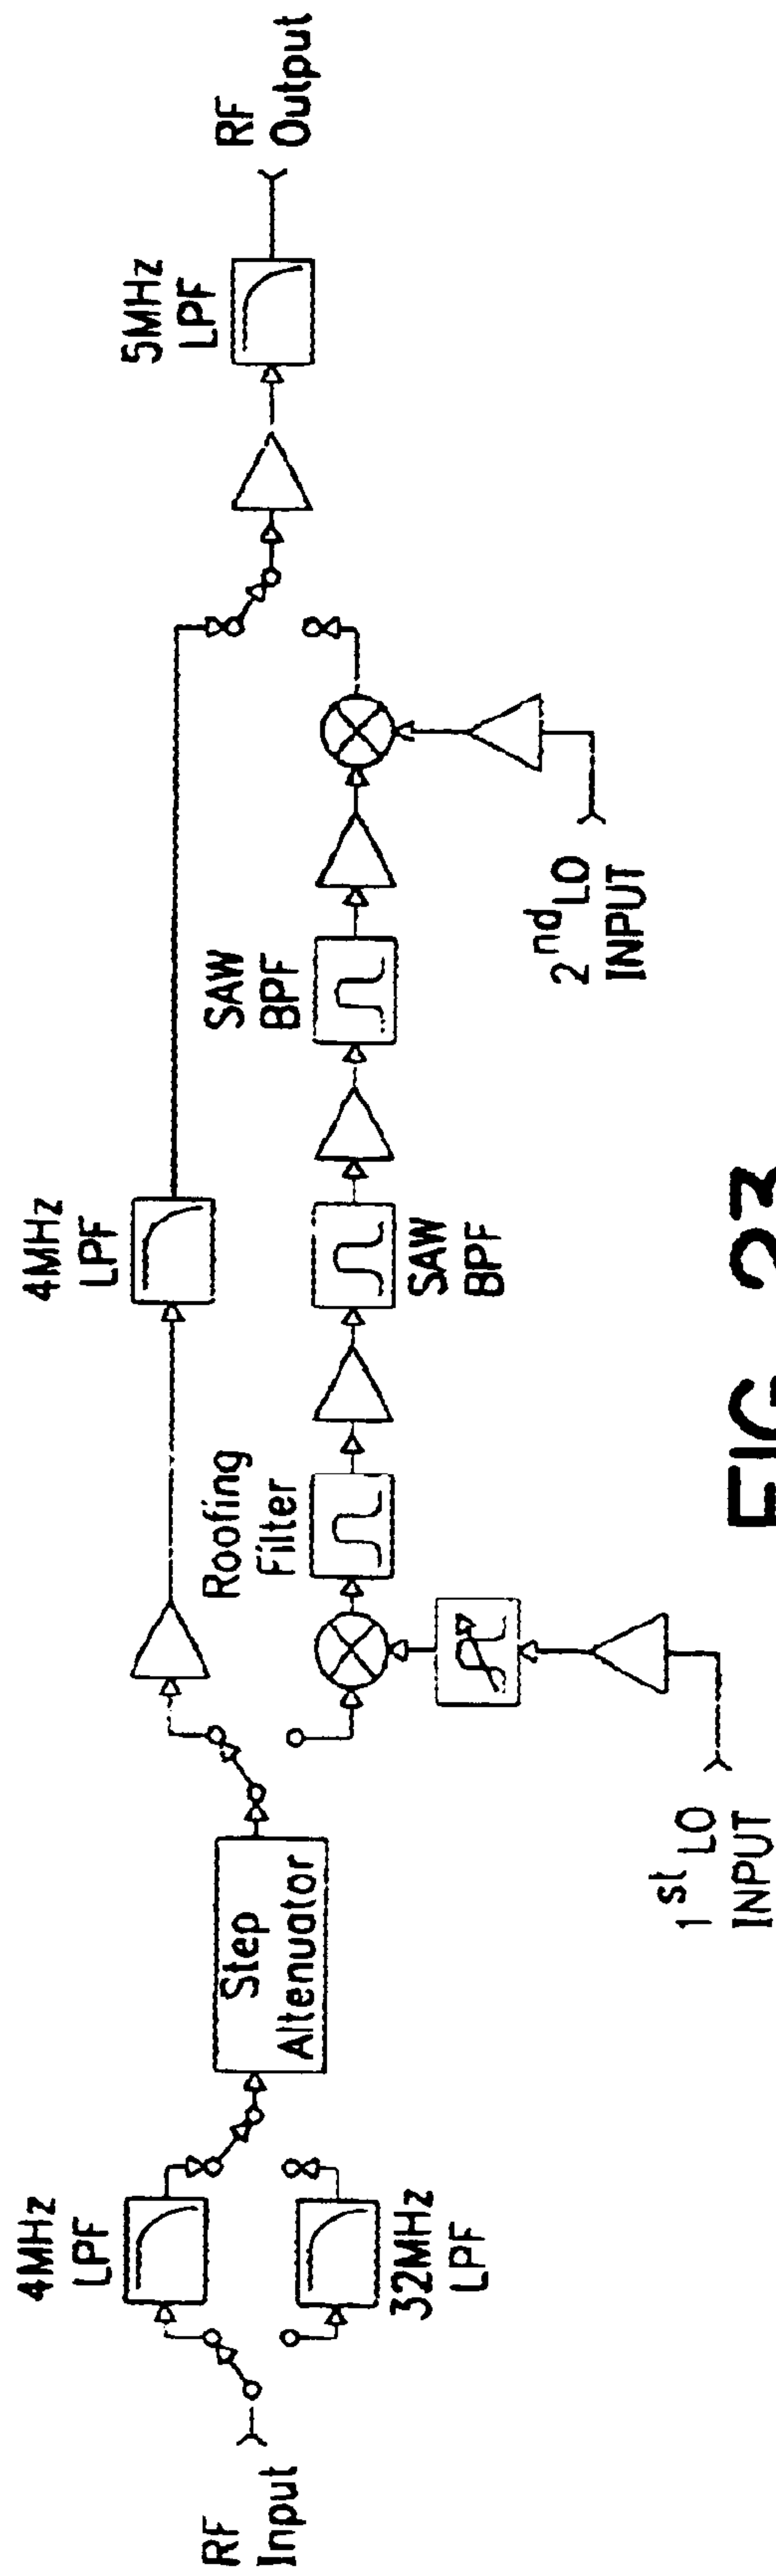 RF
Input
4MHz
LPF
32MHz
LPF
Step
Altenuator
1st LO
INPUT
Roofing
Filter
4MHz
LPF
SAW
BPF
SAW
BPF
2nd LO
INPUT
5MHz
LPF
RF
Output
FIG. 23